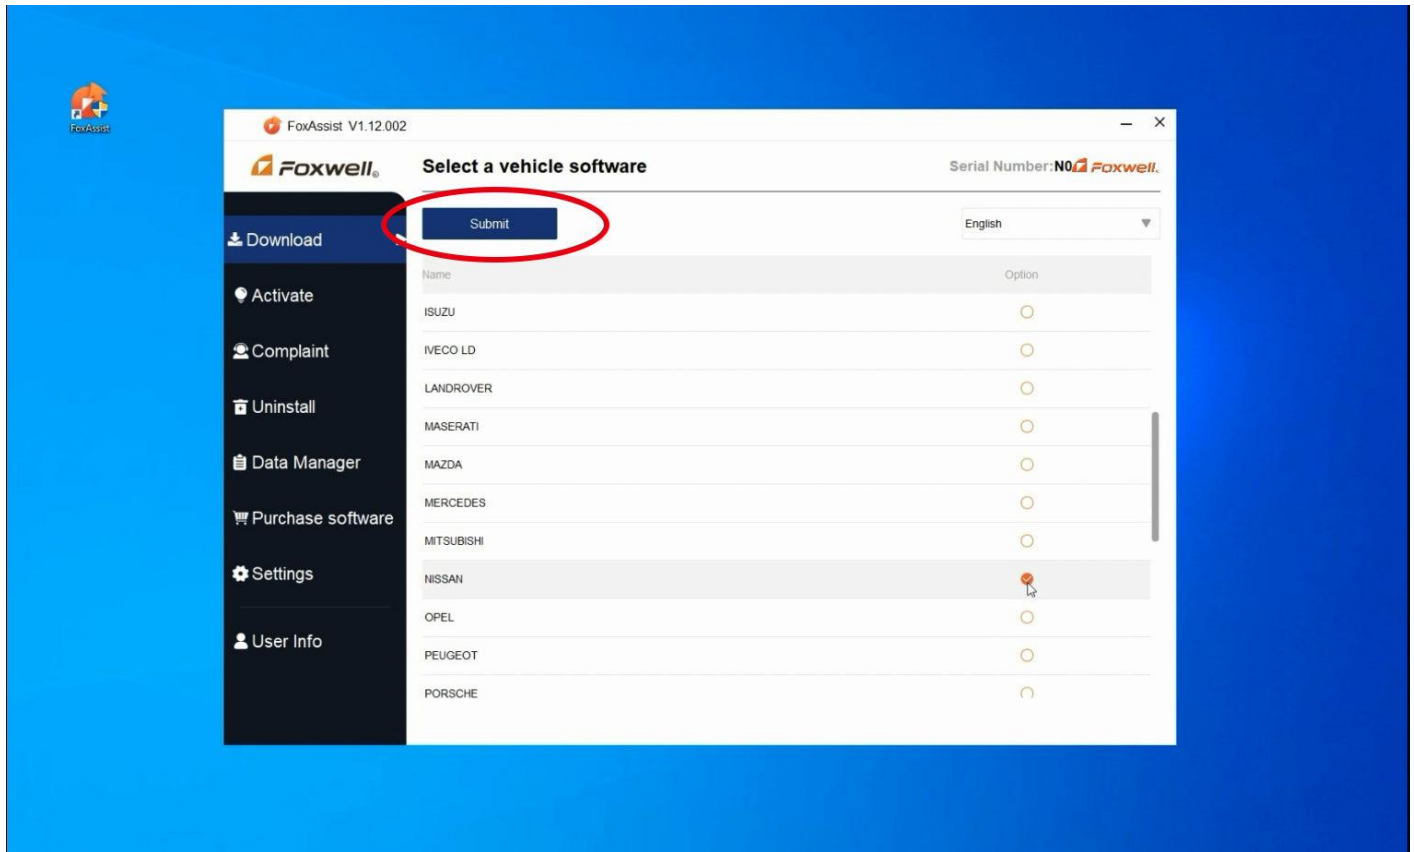 FoxAssist
FoxAssist V1.12.002
Foxwell
Select a vehicle software
Serial Number:N0 Foxwell
Submit
English
Download
Activate
Complaint
Uninstall
Data Manager
Purchase software
Settings
User Info
Name Option
ISUZU
IVECO LD
LANDROVER
MASERATI
MAZDA
MERCEDES
MITSUBISHI
NISSAN
OPEL
PEUGEOT
PORSCHE